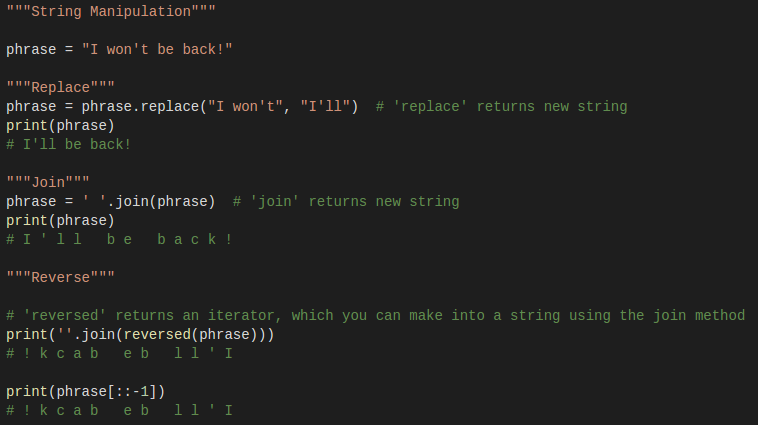 """String Manipulation"""

phrase = "I won't be back!"

"""Replace"""
phrase = phrase.replace("I won't", "I'll")  # 'replace' returns new string
print(phrase)
# I'll be back!

"""Join"""
phrase = ' '.join(phrase)  # 'join' returns new string
print(phrase)
# I ' l l   b e   b a c k !

"""Reverse"""

# 'reversed' returns an iterator, which you can make into a string using the join method
print(''.join(reversed(phrase)))
# ! k c a b   e b   l l ' I

print(phrase[::-1])
# ! k c a b   e b   l l ' I